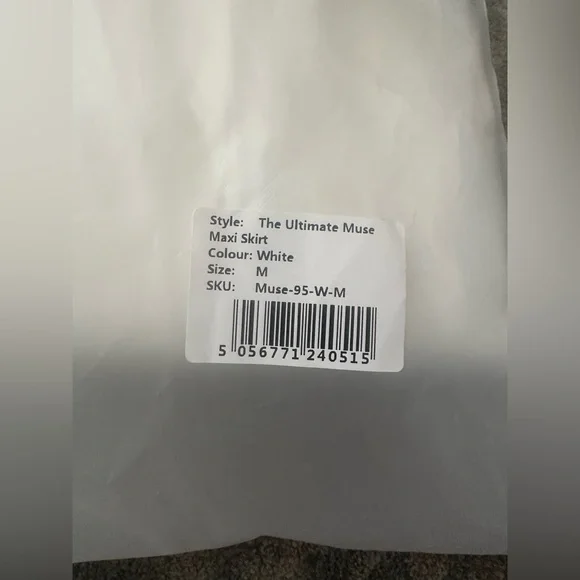 Style: The Ultimate Muse
Maxi Skirt
Colour: White
Size: M
SKU: Muse-95-W-M
5 056771 240515